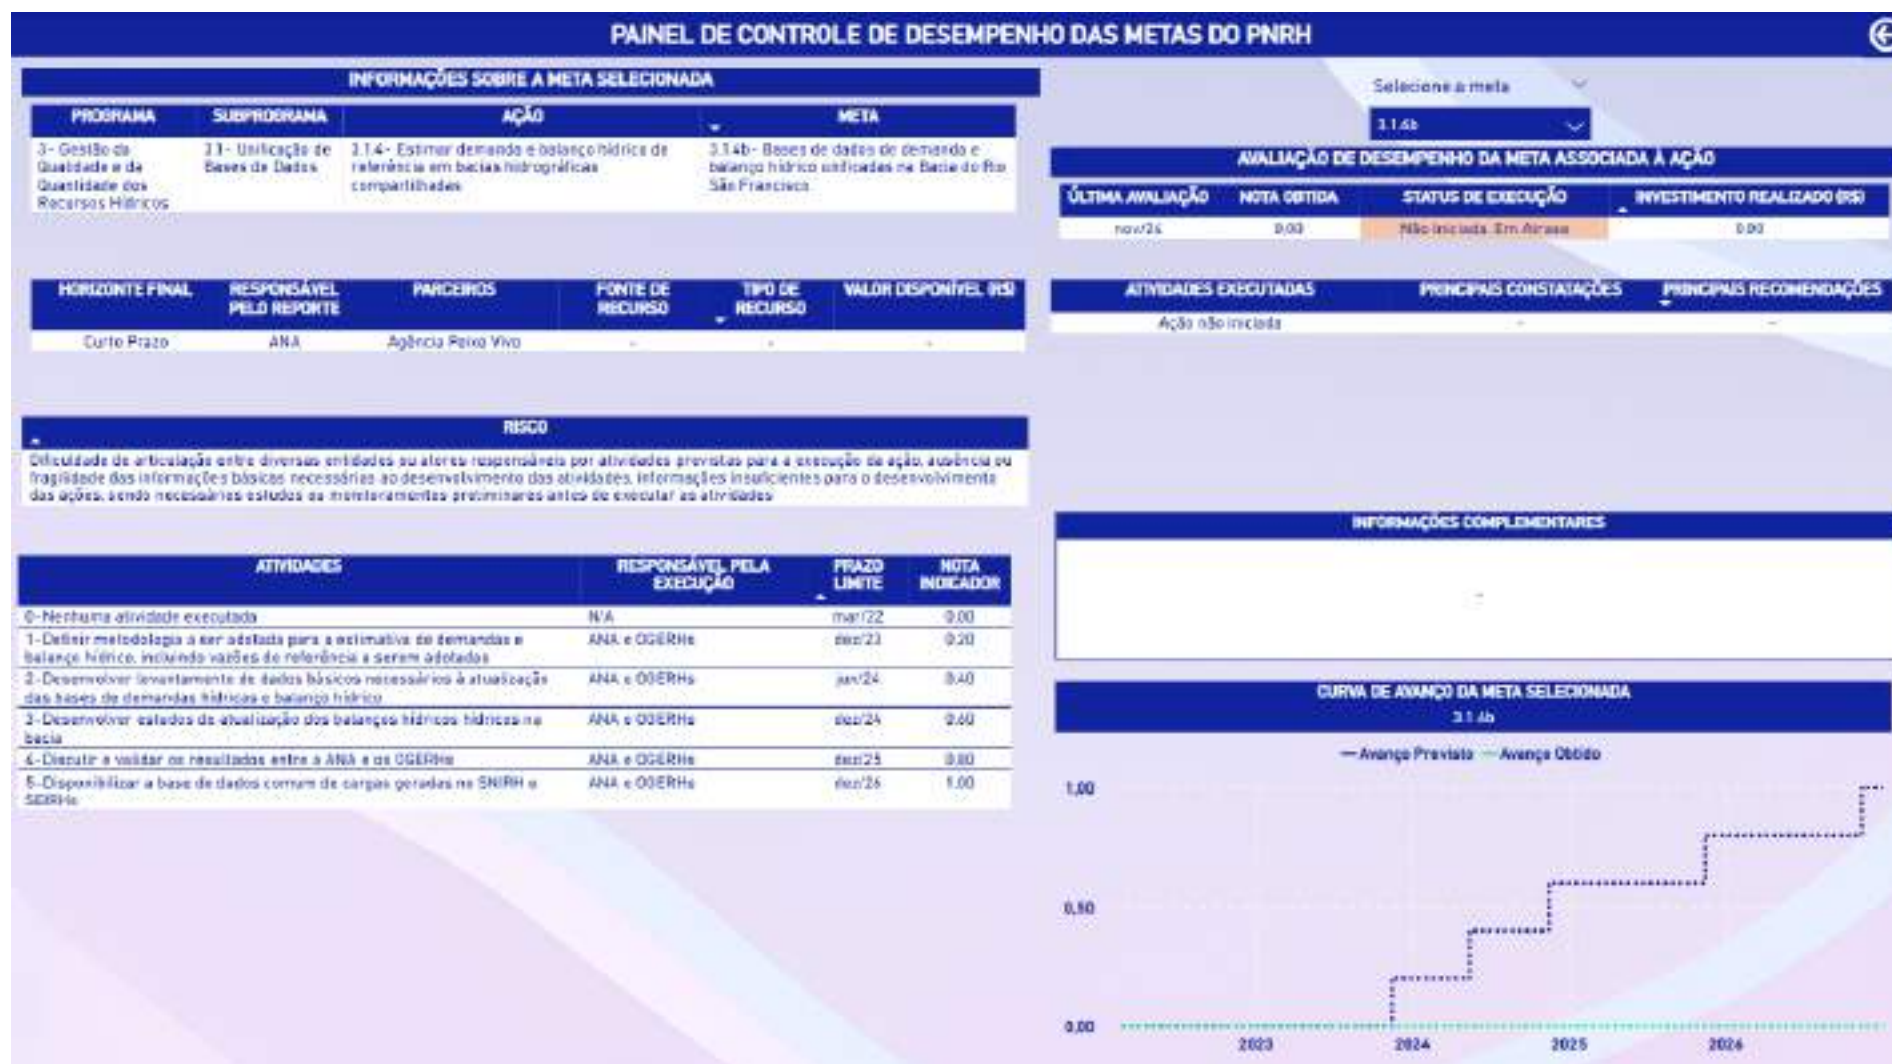 PAINEL DE CONTROLE DE DESEMPENHO DAS METAS DO PNRH
INFORMAÇÕES SOBRE A META SELECIONADA
PROGRAMA SUBPROGRAMA AÇÃO META
3- Gestão da Qualidade e da Quantidade dos Recursos Hídricos
3.1- Unificação de Bases de Dados
3.1.4- Estimar demanda e balanço hídrico de referência em bacias hidrográficas compartilhadas
3.1.4b- Bases de dados de demanda e balanço hídrico unificadas na Bacia do Rio São Francisco
HORIZONTE FINAL RESPONSÁVEL PELO REPORTE PARCEIROS FONTE DE RECURSO TIPO DE RECURSO VALOR DISPONÍVEL (R$)
Curto Prazo ANA Agência Peixe Vivo - - -
RISCO
Dificuldade de articulação entre diversas entidades ou atores responsáveis por atividades previstas para a execução da ação, ausência ou
fragilidade das informações básicas necessárias ao desenvolvimento das atividades, informações insuficientes para o desenvolvimento
das ações, sendo necessários estudos ou monitoramentos preliminares antes de executar as atividades
ATIVIDADES RESPONSÁVEL PELA EXECUÇÃO PRAZO LIMITE NOTA INDICADOR
0-Nenhuma atividade executada N/A mar/22 0,00
1-Definir metodologia a ser adotada para a estimativa de demandas e
balanço hídrico, incluindo vazões de referência a serem adotadas ANA e OGERHs dez/23 0,20
2-Desenvolver levantamento de dados básicos necessários à atualização
das bases de demandas hídricas e balanço hídrico ANA e OGERHs jun/24 0,40
3-Desenvolver estudos de atualização dos balanços hídricos hídricos na
bacia ANA e OGERHs dez/24 0,60
4-Discutir e validar os resultados entre a ANA e os OGERHs ANA e OGERHs dez/25 0,80
5-Disponibilizar a base de dados comum de cargas geradas no SNIRH e
SEIRHs ANA e OGERHs dez/26 1,00
Selecione a meta
3.1.4b
AVALIAÇÃO DE DESEMPENHO DA META ASSOCIADA À AÇÃO
ÚLTIMA AVALIAÇÃO NOTA OBTIDA STATUS DE EXECUÇÃO INVESTIMENTO REALIZADO (R$)
nov/24 0,00 Não Iniciada. Em Atraso 0,00
ATIVIDADES EXECUTADAS PRINCIPAIS CONSTATAÇÕES PRINCIPAIS RECOMENDAÇÕES
Ação não iniciada - -
INFORMAÇÕES COMPLEMENTARES
-
CURVA DE AVANÇO DA META SELECIONADA
3.1.4b
Avanço Previsto Avanço Obtido
1,00
0,50
0,00
2023 2024 2025 2026